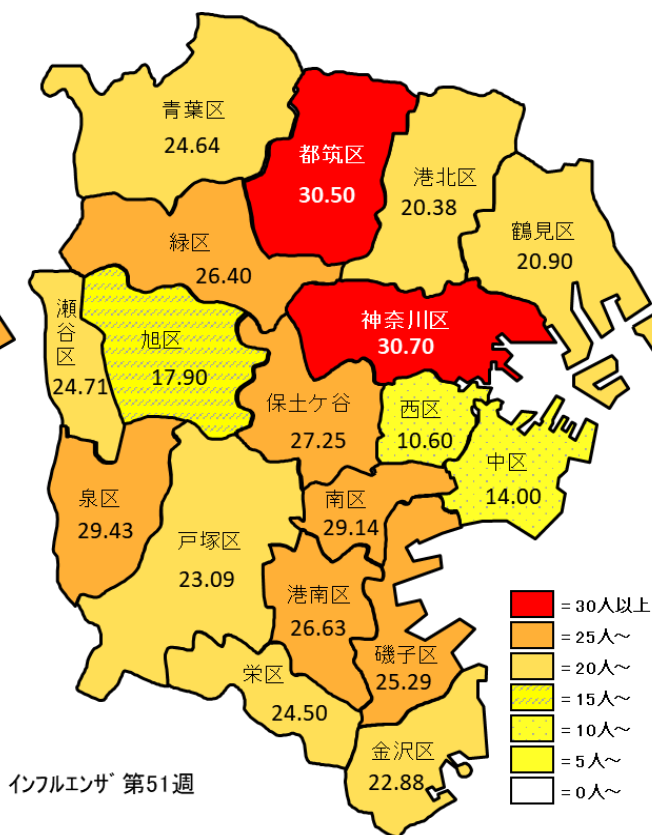 青葉区
24.64
都筑区
30.50
港北区
20.38
鶴見区
20.90
緑区
26.40
神奈川区
30.70
瀬谷区
24.71
旭区
17.90
保土ケ谷
27.25
西区
10.60
中区
14.00
泉区
29.43
戸塚区
23.09
南区
29.14
港南区
26.63
磯子区
25.29
栄区
24.50
金沢区
22.88
=30人以上
=25人～
=20人～
=15人～
=10人～
=5人～
=0人～
インフルエンザ 第51週